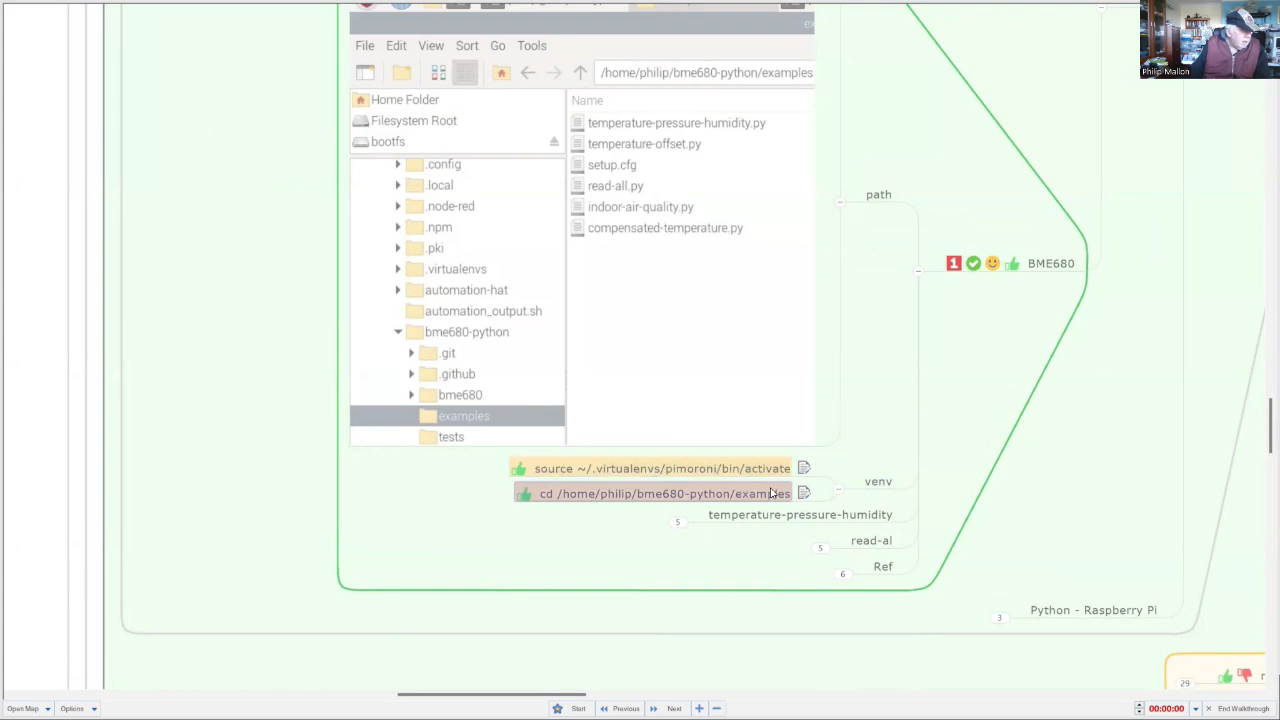 File Edit View Sort Go Tools
/home/philip/bme680-python/examples
Philip Mallon
Home Folder
Filesystem Root
bootfs
.config
.local
.node-red
.npm
.pki
.virtualenvs
automation-hat
automation_output.sh
bme680-python
.git
.github
bme680
examples
tests
Name
temperature-pressure-humidity.py
temperature-offset.py
setup.cfg
read-all.py
indoor-air-quality.py
compensated-temperature.py
path
1 BME680
source ~/.virtualenvs/pimoroni/bin/activate
cd /home/philip/bme680-python/examples
venv
5 temperature-pressure-humidity
5 read-al
6 Ref
3 Python - Raspberry Pi
29
Open Map Options Start Previous Next 00:00:00 End Walkthrough